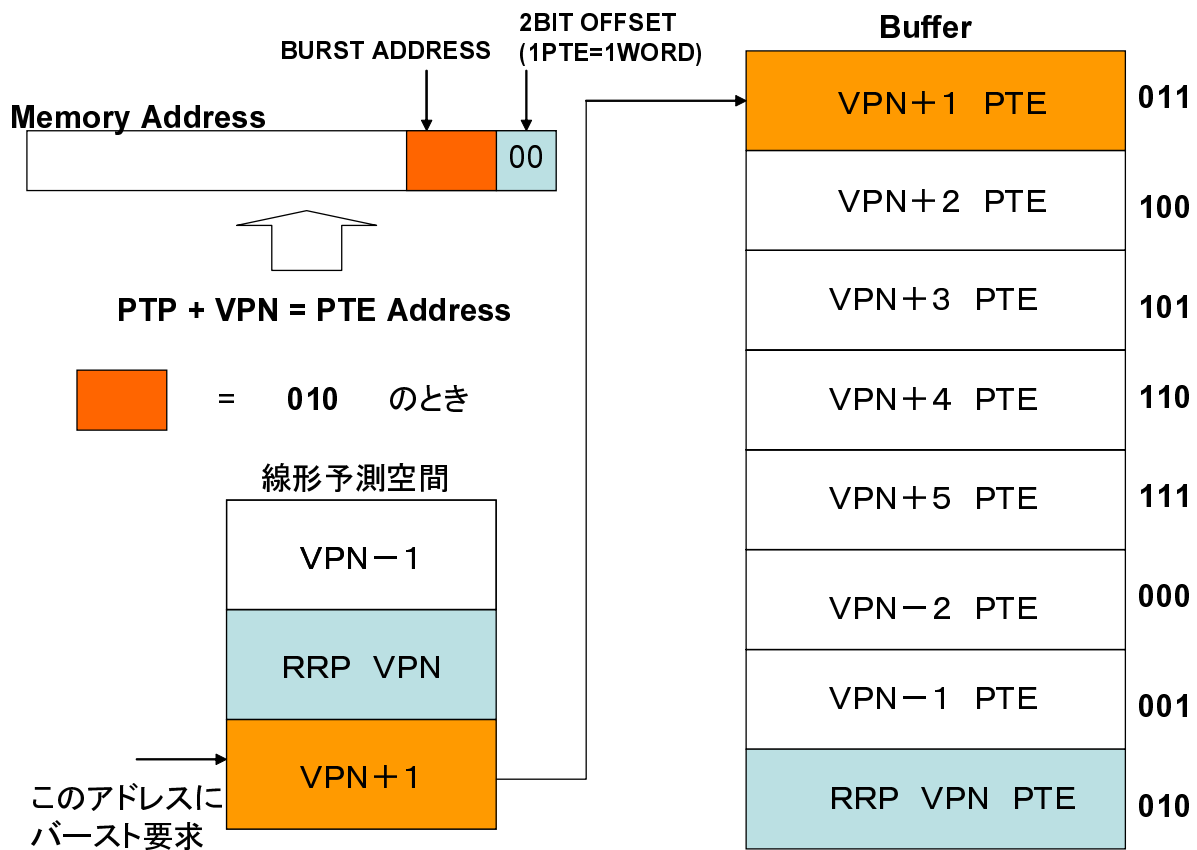 2BIT OFFSET
(1PTE=1WORD)
BURST ADDRESS
Memory Address
00
PTP + VPN = PTE Address
= 010 のとき
線形予測空間
VPN－1
RRP VPN
VPN＋1
このアドレスに
バースト要求
Buffer
VPN＋1 PTE 011
VPN＋2 PTE 100
VPN＋3 PTE 101
VPN＋4 PTE 110
VPN＋5 PTE 111
VPN－2 PTE 000
VPN－1 PTE 001
RRP VPN PTE 010